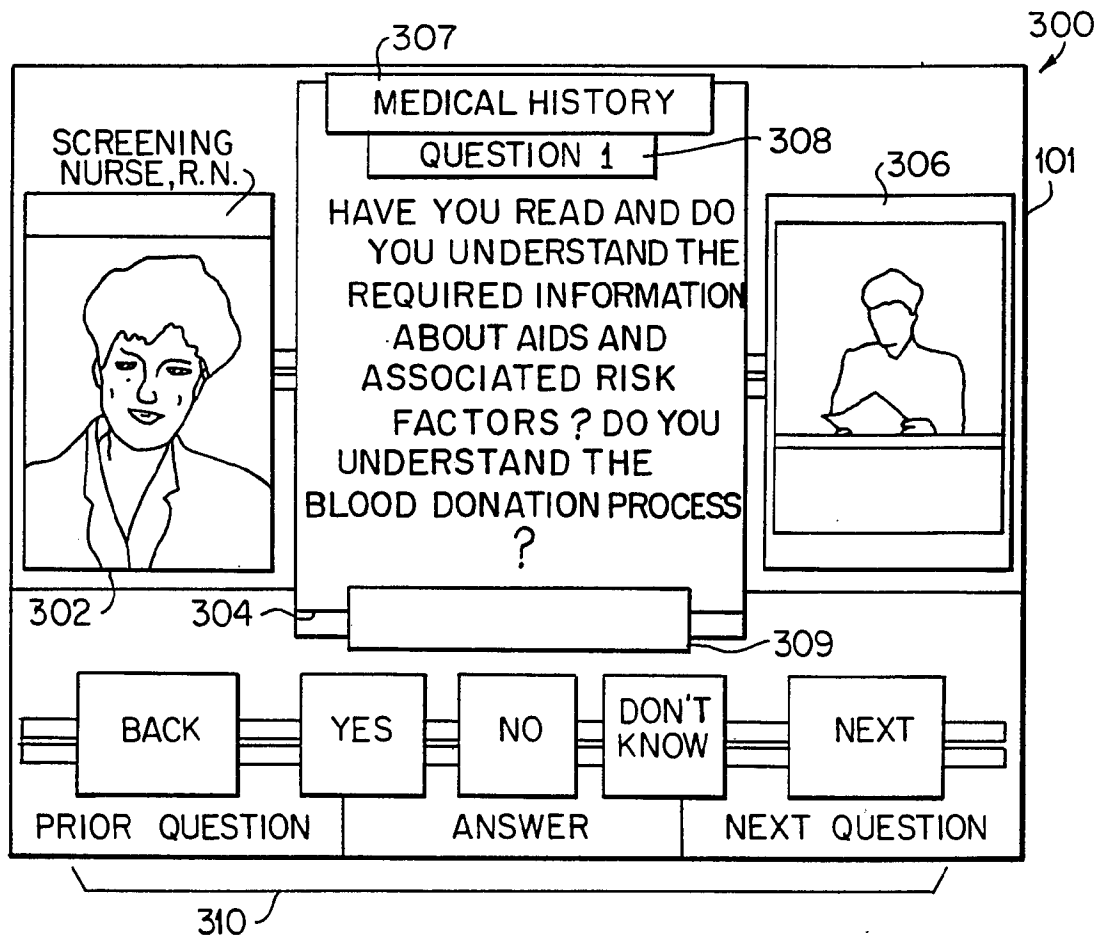 300
307
MEDICAL HISTORY
QUESTION 1
308
SCREENING
NURSE, R.N.
306
101
HAVE YOU READ AND DO
YOU UNDERSTAND THE
REQUIRED INFORMATION
ABOUT AIDS AND
ASSOCIATED RISK
FACTORS ? DO YOU
UNDERSTAND THE
BLOOD DONATION PROCESS
?
302
304
309
BACK
YES
NO
DON'T
KNOW
NEXT
PRIOR QUESTION
ANSWER
NEXT QUESTION
310